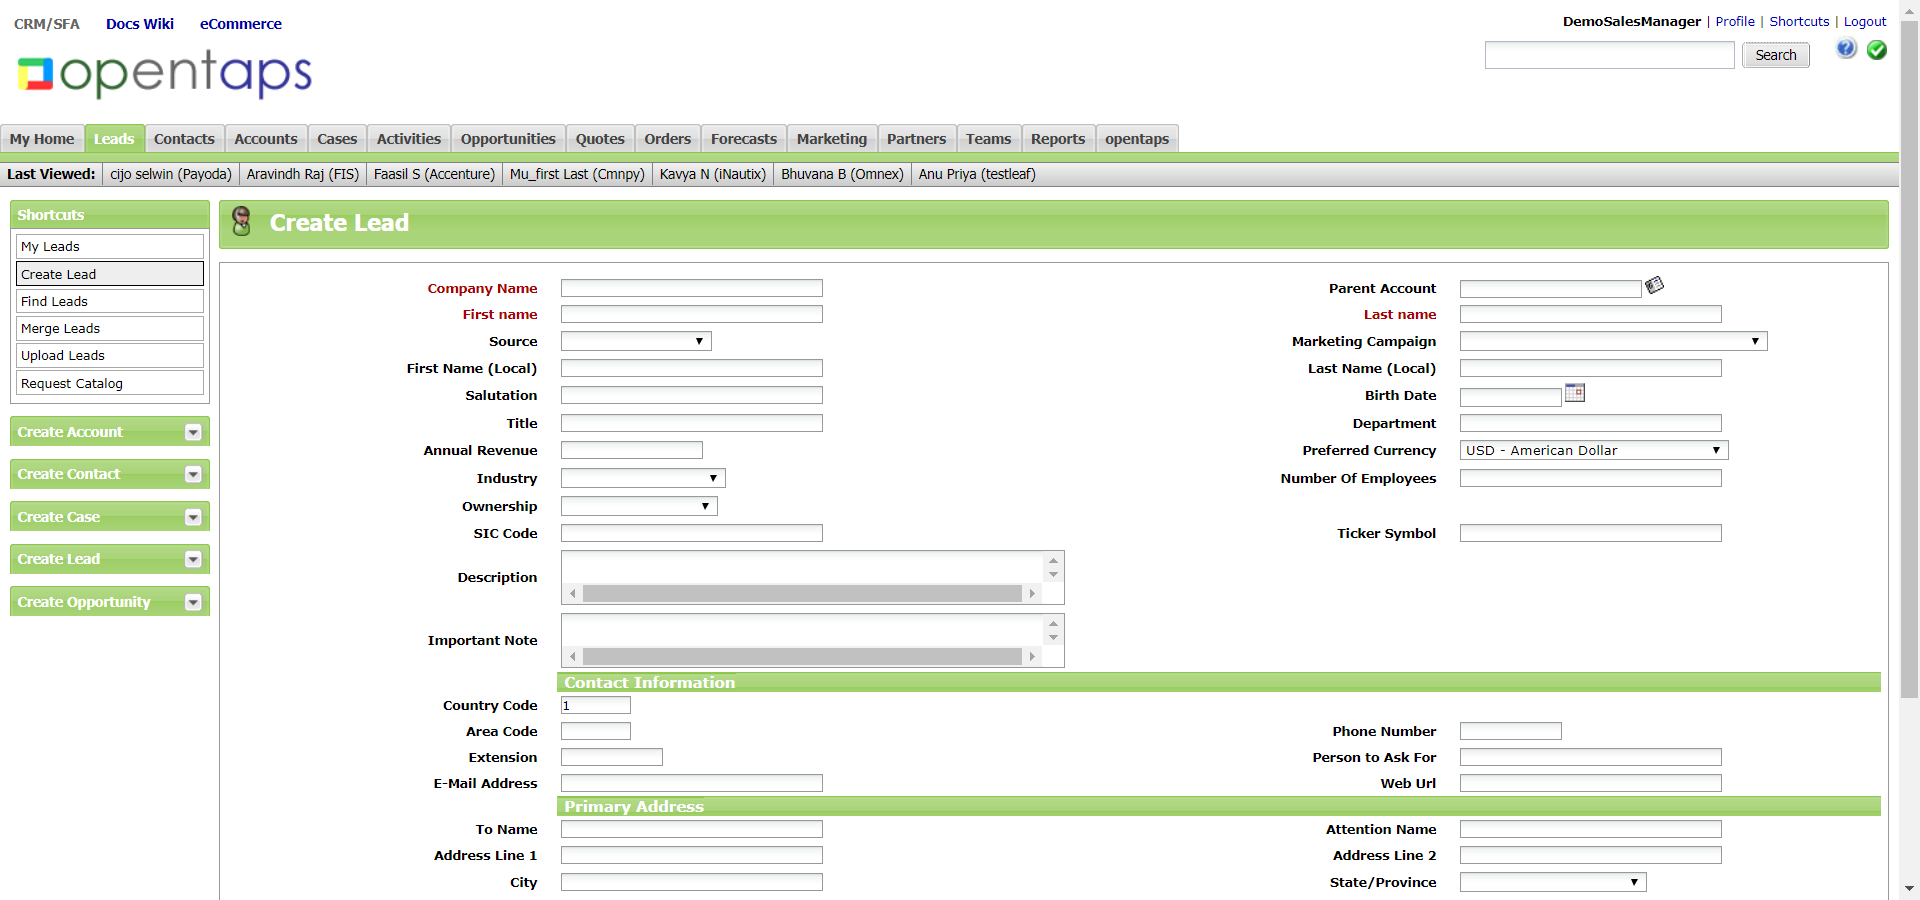 CRM/SFA Docs Wiki eCommerce
DemoSalesManager | Profile | Shortcuts | Logout
opentaps
Search
My Home Leads Contacts Accounts Cases Activities Opportunities Quotes Orders Forecasts Marketing Partners Teams Reports opentaps
Last Viewed: cijo selwin (Payoda) Aravindh Raj (FIS) Faasil S (Accenture) Mu_first Last (Cmnpy) Kavya N (iNautix) Bhuvana B (Omnex) Anu Priya (testleaf)
Shortcuts
My Leads
Create Lead
Find Leads
Merge Leads
Upload Leads
Request Catalog
Create Account
Create Contact
Create Case
Create Lead
Create Opportunity
Create Lead
Company Name Parent Account
First name Last name
Source Marketing Campaign
First Name (Local) Last Name (Local)
Salutation Birth Date
Title Department
Annual Revenue Preferred Currency USD - American Dollar
Industry Number Of Employees
Ownership
SIC Code Ticker Symbol
Description
Important Note
Contact Information
Country Code 1
Area Code Phone Number
Extension Person to Ask For
E-Mail Address Web Url
Primary Address
To Name Attention Name
Address Line 1 Address Line 2
City State/Province